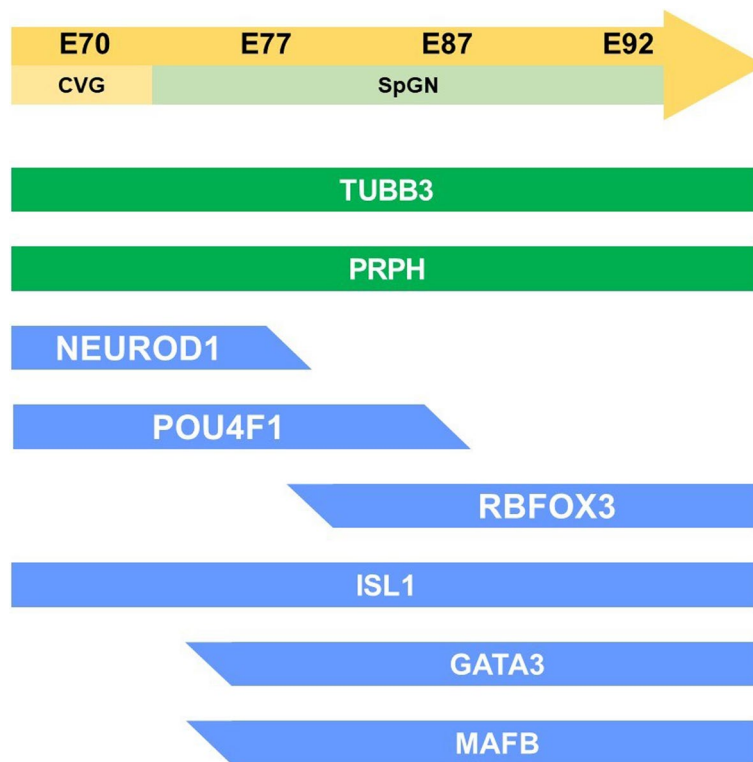 E70 E77 E87 E92
CVG SpGN
TUBB3
PRPH
NEUROD1
POU4F1
RBFOX3
ISL1
GATA3
MAFB